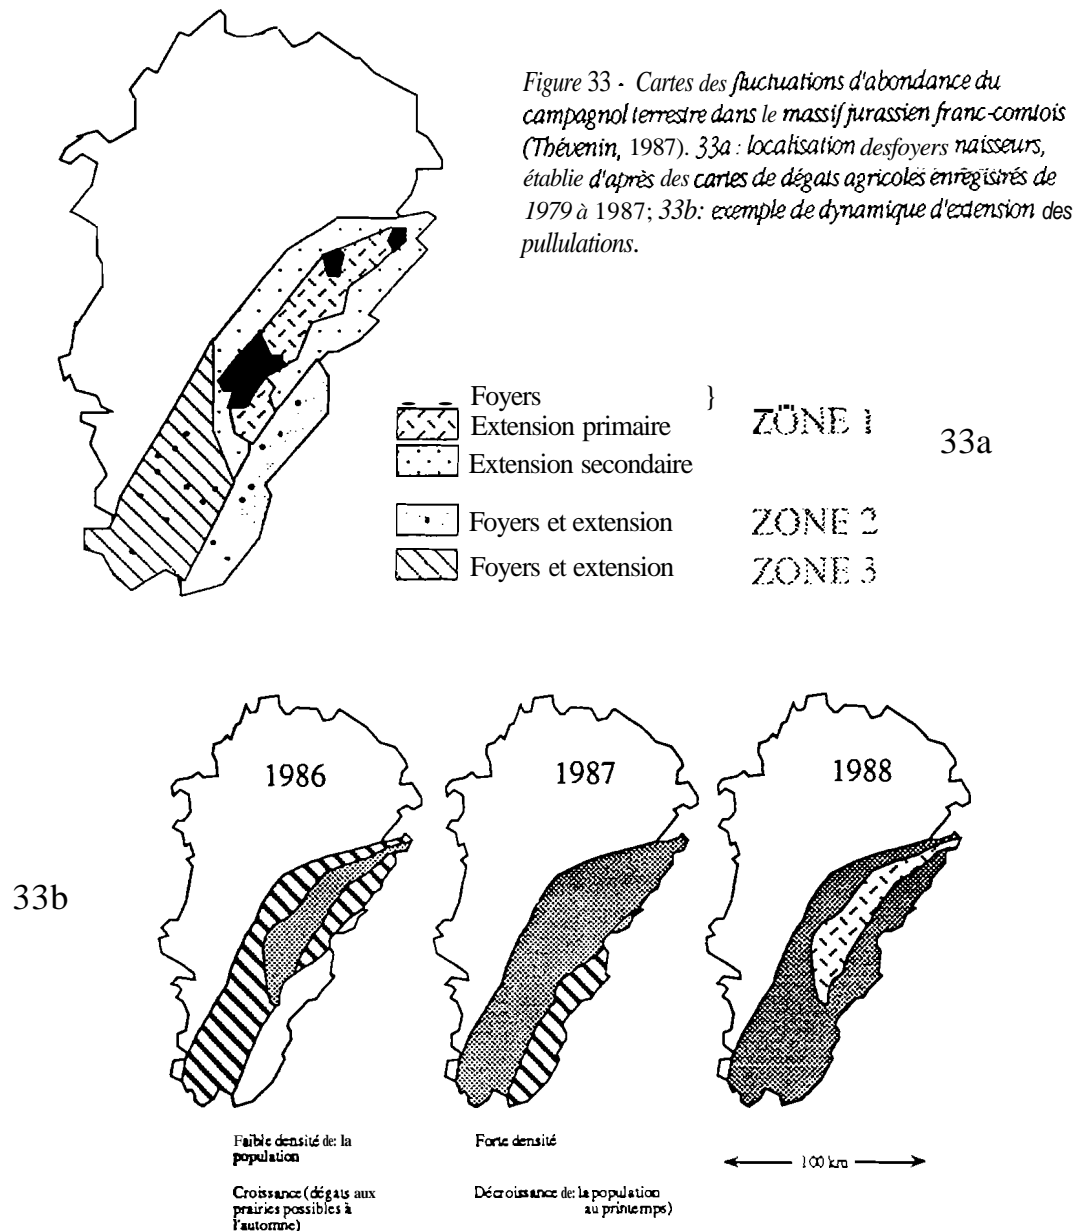 Figure 33 - Cartes des fluctuations d'abondance du
campagnol terrestre dans le massif jurassien franc-comtois
(Thévenin, 1987). 33a : localisation desfoyers naisseurs,
établie d'après des cartes de dégats agricoles enregistrés de
1979 à 1987; 33b: exemple de dynamique d'extension des
pullulations.
Foyers }
Extension primaire
ZONE 1
Extension secondaire
33a
Foyers et extension ZONE 2
Foyers et extension ZONE 3
1986 1987 1988
33b
Faible densité de: la
population
Forte densité
100 km
Croissance (dégats aux
prairies possibles à
l'automne)
Décroissance de: la population
au printemps)